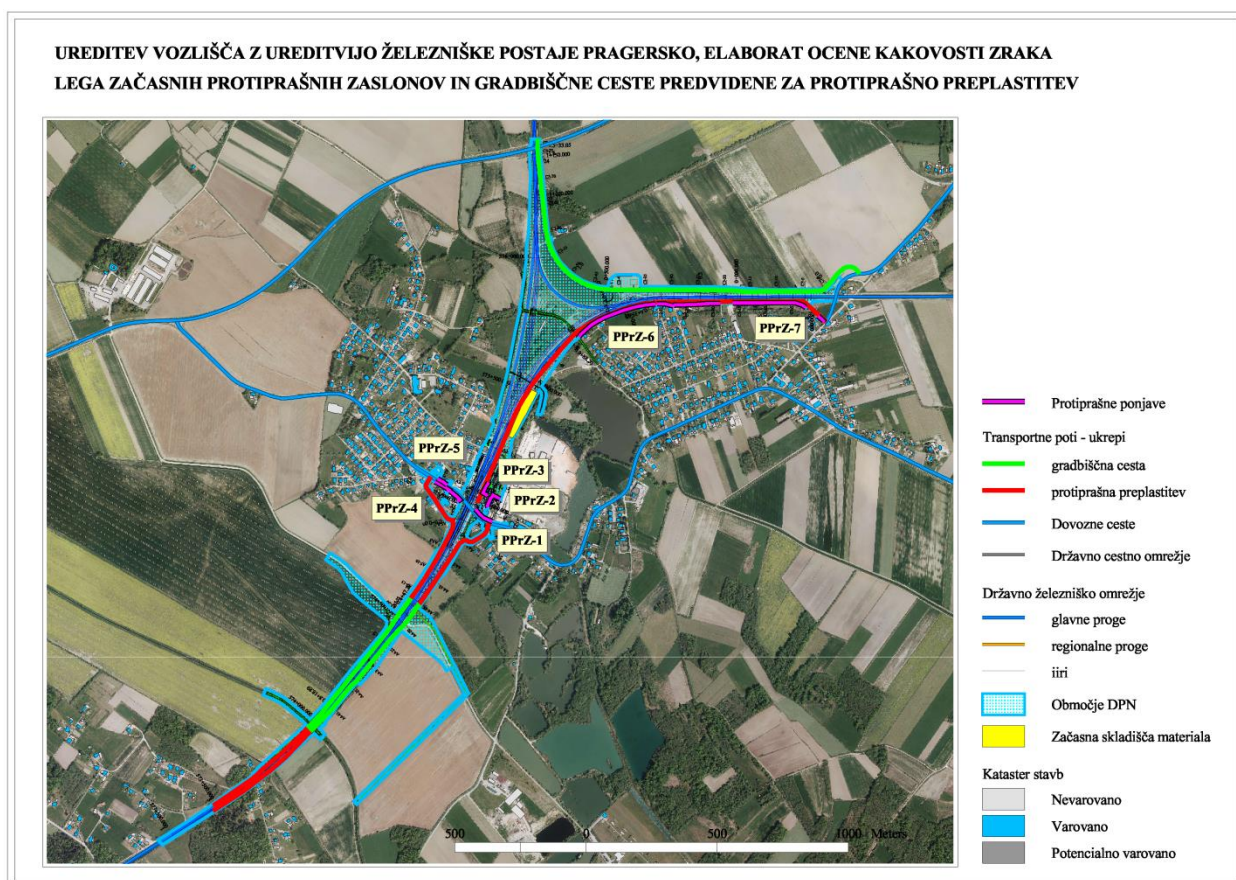 UREDITEV VOZLIŠČA Z UREDITVIJO ŽELEZNIŠKE POSTAJE PRAGERSKO, ELABORAT OCENE KAKOVOSTI ZRAKA
LEGA ZAČASNIH PROTIPRAŠNIH ZASLONOV IN GRADBIŠČNE CESTE PREDVIDENE ZA PROTIPRAŠNO PREPLASTITEV
PPrZ-7
PPrZ-6
PPrZ-5
PPrZ-3
PPrZ-2
PPrZ-4
PPrZ-1
500 0 500 1000 Meters
Protiprašne ponjave
Transportne poti - ukrepi
gradbiščna cesta
protiprašna preplastitev
Dovozne ceste
Državno cestno omrežje
Državno železniško omrežje
glavne proge
regionalne proge
iiri
Območje DPN
Začasna skladišča materiala
Kataster stavb
Nevarovano
Varovano
Potencialno varovano